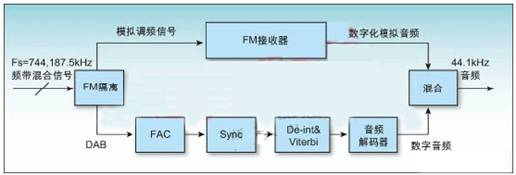 模拟调频信号
FM接收器
数字化模拟音频
Fs=744,187.5kHz
频带混合信号
FM隔离
混合
44.1kHz
音频
DAB
FAC
Sync
De-int&
Viterbi
音频
解码器
数字音频